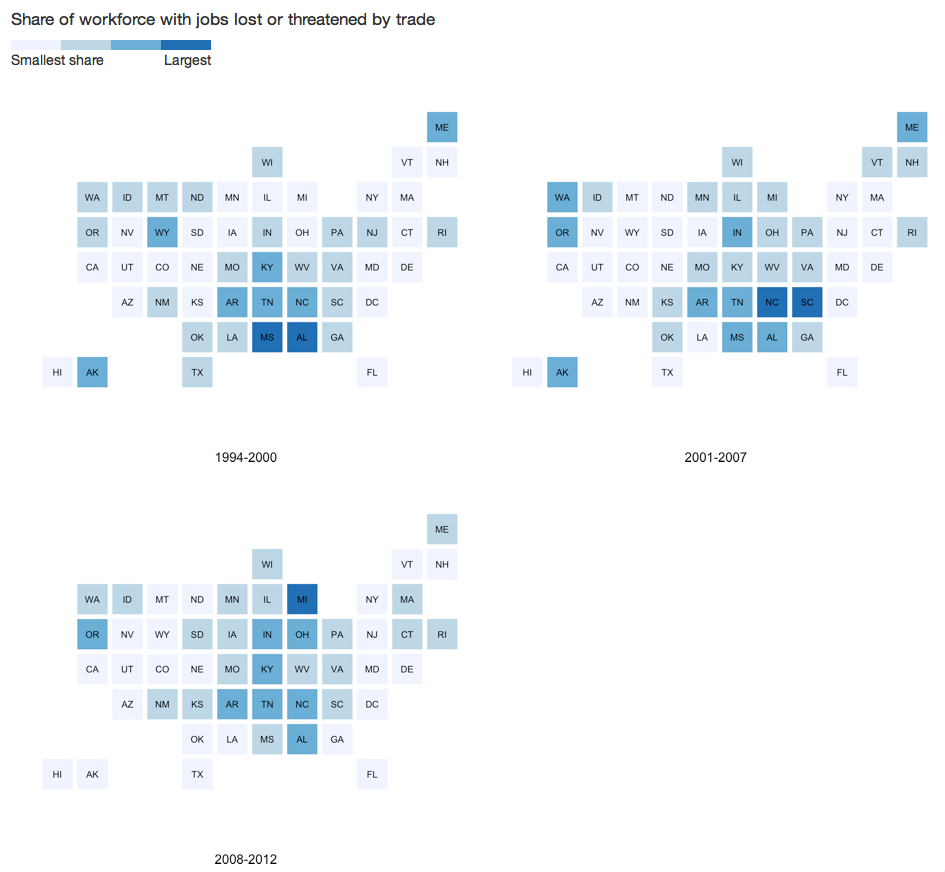 Share of workforce with jobs lost or threatened by trade
Smallest share Largest
ME
WI VT NH
WA ID MT ND MN IL MI NY MA
OR NV WY SD IA IN OH PA NJ CT RI
CA UT CO NE MO KY WV VA MD DE
AZ NM KS AR TN NC SC DC
OK LA MS AL GA
HI AK TX FL
1994-2000
ME
WI VT NH
WA ID MT ND MN IL MI NY MA
OR NV WY SD IA IN OH PA NJ CT RI
CA UT CO NE MO KY WV VA MD DE
AZ NM KS AR TN NC SC DC
OK LA MS AL GA
HI AK TX FL
2001-2007
ME
WI VT NH
WA ID MT ND MN IL MI NY MA
OR NV WY SD IA IN OH PA NJ CT RI
CA UT CO NE MO KY WV VA MD DE
AZ NM KS AR TN NC SC DC
OK LA MS AL GA
HI AK TX FL
2008-2012